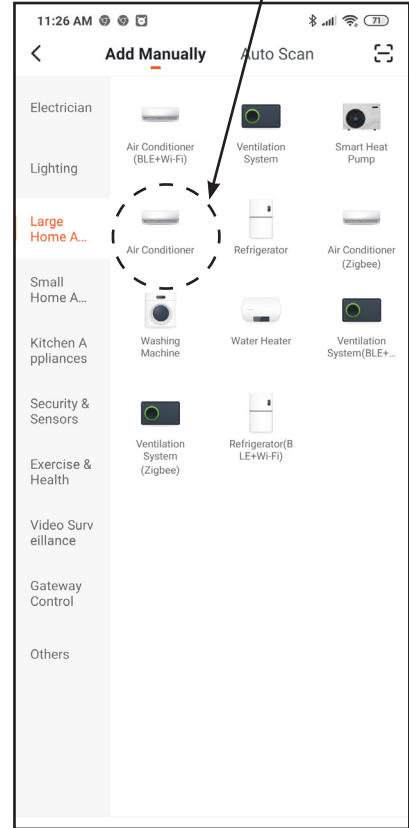 11:26 AM
71
Add Manually Auto Scan
Electrician
Lighting
Large
Home A...
Small
Home A...
Kitchen A
ppliances
Security &
Sensors
Exercise &
Health
Video Surv
eillance
Gateway
Control
Others
Air Conditioner
(BLE+Wi-Fi)
Ventilation
System
Smart Heat
Pump
Air Conditioner
Refrigerator
Air Conditioner
(Zigbee)
Washing
Machine
Water Heater
Ventilation
System(BLE+...
Ventilation
System
(Zigbee)
Refrigerator(B
LE+Wi-Fi)